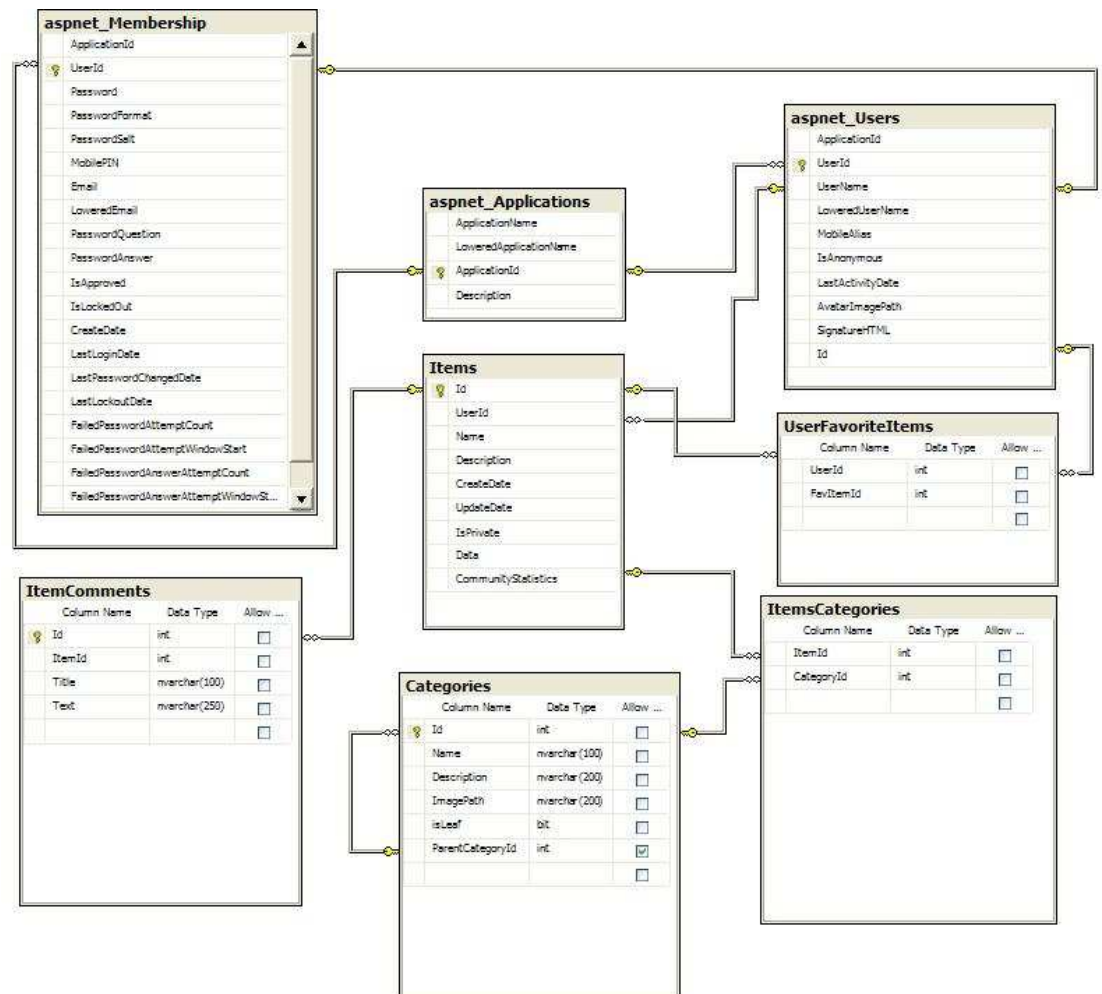 aspnet_Membership
ApplicationId
UserId
Password
PasswordFormat
PasswordSalt
MobilePIN
Email
LoweredEmail
PasswordQuestion
PasswordAnswer
IsApproved
IsLockedOut
CreateDate
LastLoginDate
LastPasswordChangedDate
LastLockoutDate
FailedPasswordAttemptCount
FailedPasswordAttemptWindowStart
FailedPasswordAnswerAttemptCount
FailedPasswordAnswerAttemptWindowSt...
aspnet_Applications
ApplicationName
LoweredApplicationName
ApplicationId
Description
aspnet_Users
ApplicationId
UserId
UserName
LoweredUserName
MobileAlias
IsAnonymous
LastActivityDate
AvatarImagePath
SignatureHTML
Id
Items
Id
UserId
Name
Description
CreateDate
UpdateDate
IsPrivate
Data
CommunityStatistics
UserFavoriteItems
Column Name Data Type Allow ...
UserId int
FavItemId int
ItemComments
Column Name Data Type Allow ...
Id int
ItemId int
Title nvarchar(100)
Text nvarchar(250)
Categories
Column Name Data Type Allow ...
Id int
Name nvarchar(100)
Description nvarchar(200)
ImagePath nvarchar(200)
isLeaf bit
ParentCategoryId int
ItemsCategories
Column Name Data Type Allow ...
ItemId int
CategoryId int